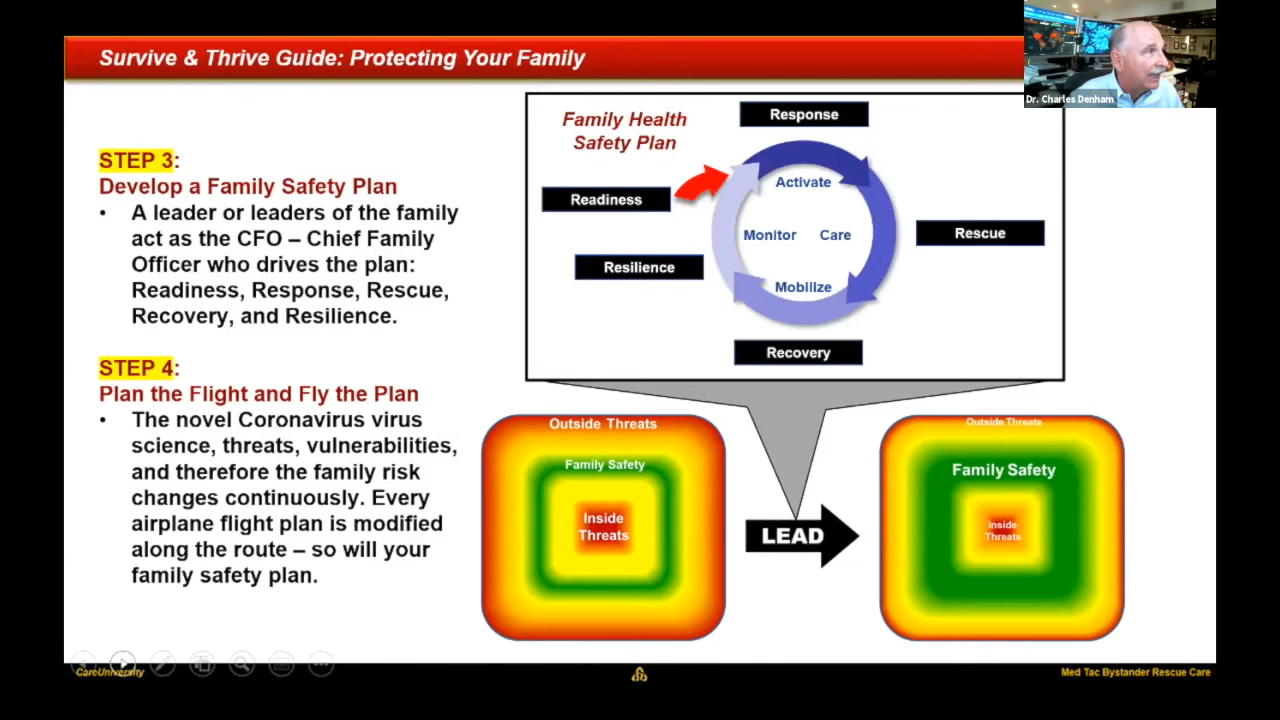 Survive & Thrive Guide: Protecting Your Family
Dr. Charles Denham
STEP 3:
Develop a Family Safety Plan
• A leader or leaders of the family
act as the CFO – Chief Family
Officer who drives the plan:
Readiness, Response, Rescue,
Recovery, and Resilience.
STEP 4:
Plan the Flight and Fly the Plan
• The novel Coronavirus virus
science, threats, vulnerabilities,
and therefore the family risk
changes continuously. Every
airplane flight plan is modified
along the route – so will your
family safety plan.
Family Health
Safety Plan
Response
Readiness
Activate
Rescue
Monitor
Care
Resilience
Mobilize
Recovery
Outside Threats
Family Safety
Inside
Threats
LEAD
Outside Threats
Family Safety
Inside
Threats
CareUniversity
Med Tac Bystander Rescue Care